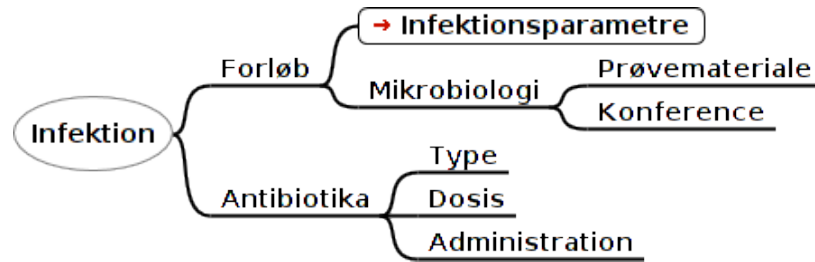 Infektion
Forløb
➔ Infektionsparametre
Mikrobiologi
Prøvemateriale
Konference
Antibiotika
Type
Dosis
Administration